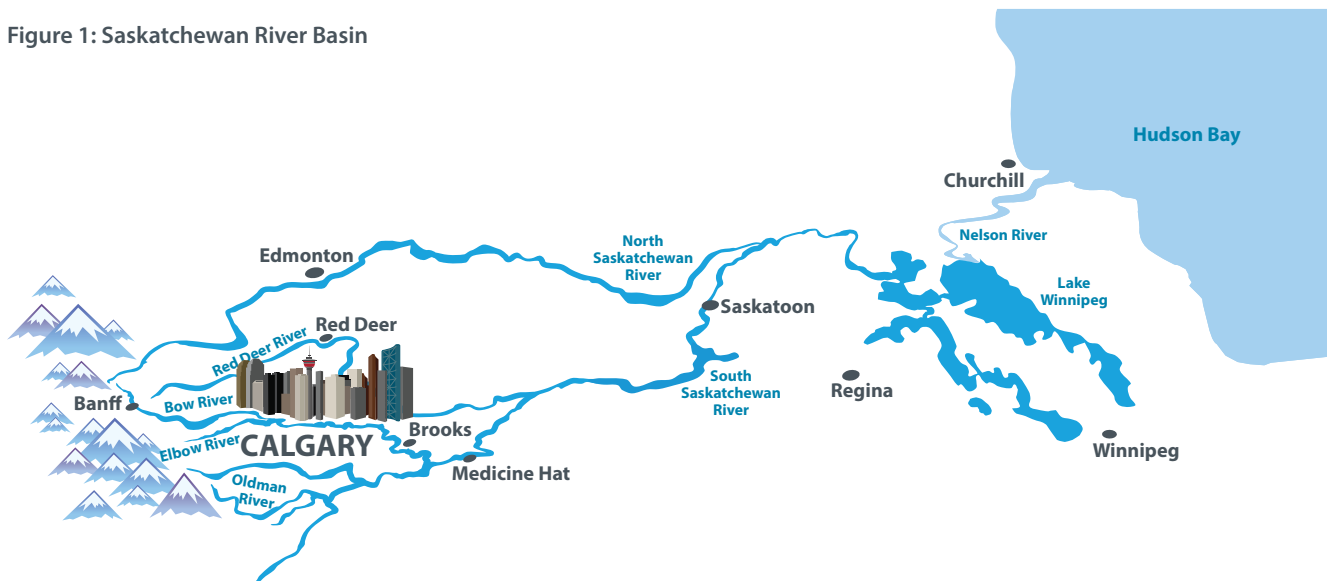 Figure 1: Saskatchewan River Basin
Hudson Bay
Churchill
Nelson River
North
Saskatchewan
River
Edmonton
Lake
Winnipeg
Saskatoon
Red Deer
Red Deer River
South
Saskatchewan
River
Regina
Banff
Bow River
Brooks
Elbow River
CALGARY
Winnipeg
Medicine Hat
Oldman
River